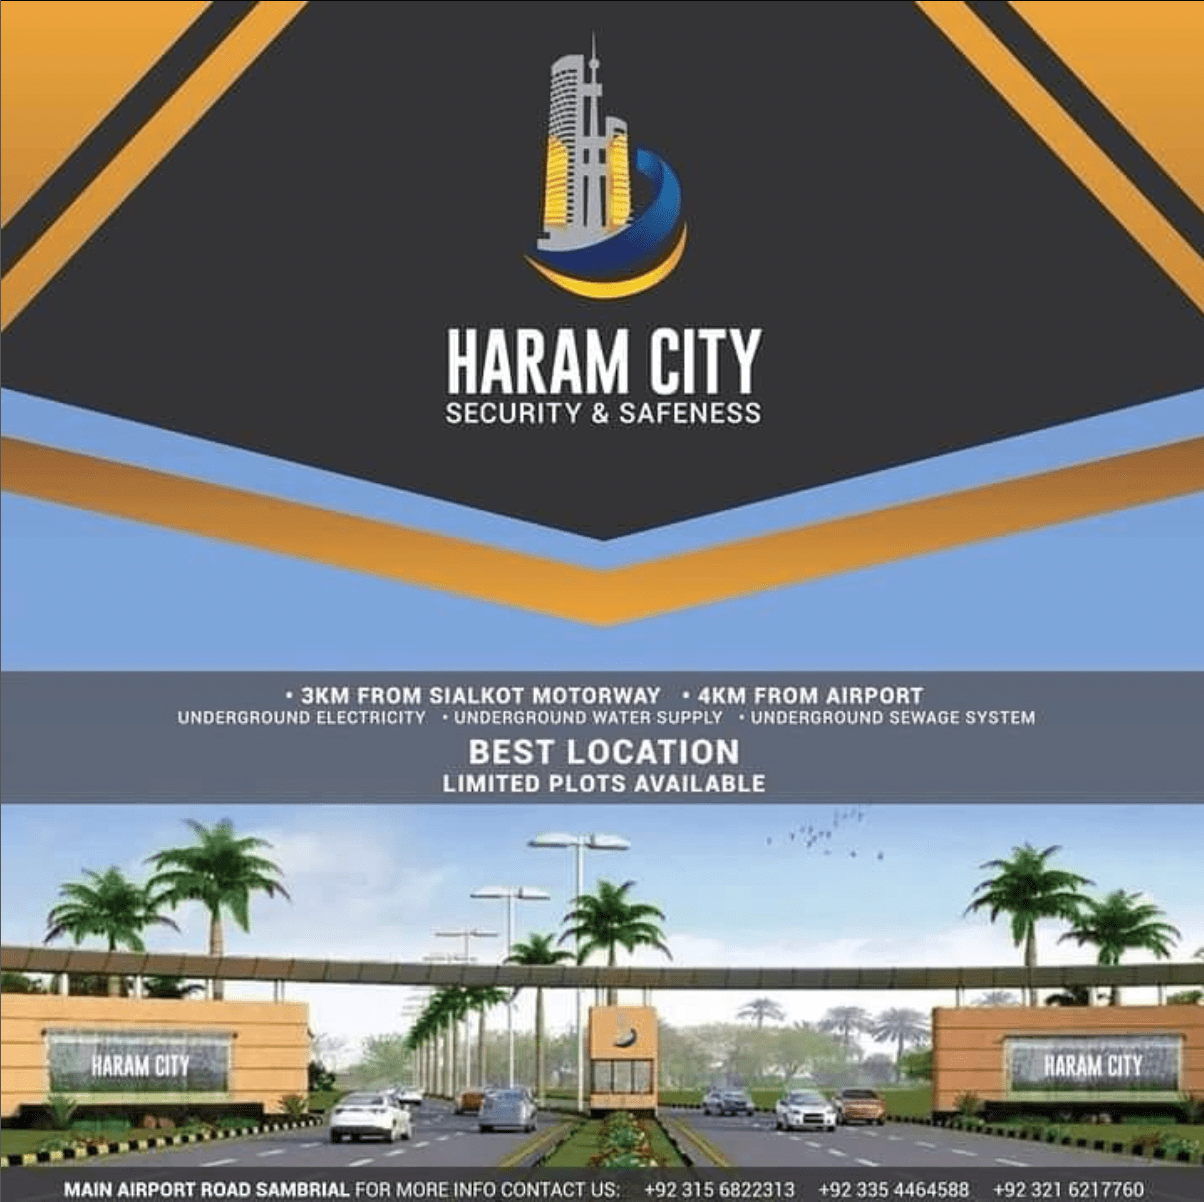 HARAM CITY
SECURITY & SAFENESS
• 3KM FROM SIALKOT MOTORWAY • 4KM FROM AIRPORT
UNDERGROUND ELECTRICITY • UNDERGROUND WATER SUPPLY • UNDERGROUND SEWAGE SYSTEM
BEST LOCATION
LIMITED PLOTS AVAILABLE
HARAM CITY
HARAM CITY
MAIN AIRPORT ROAD SAMBRIAL FOR MORE INFO CONTACT US: +92 315 6822313 +92 335 4464588 +92 321 6217760